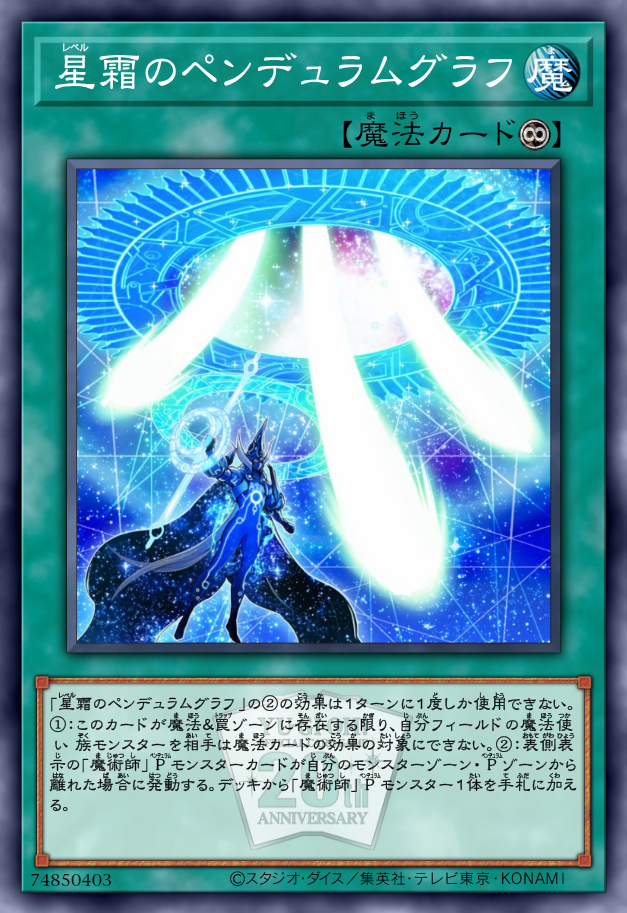 レベル
星霜のペンデュラムグラフ 魔
【魔法カード】
「星霜のペンデュラムグラフ」の②の効果は1ターンに1度しか使用できない。
①:このカードが魔法&罠ゾーンに存在する限り、自分フィールドの魔法使
い族モンスターを相手は魔法カードの効果の対象にできない。②:表側表
示の「魔術師」Pモンスターカードが自分のモンスターゾーン・Pゾーンから
離れた場合に発動する。デッキから「魔術師」Pモンスター1体を手札に加え
る。
20th
ANNIVERSARY
74850403 ©スタジオ・ダイス/集英社・テレビ東京・KONAMI